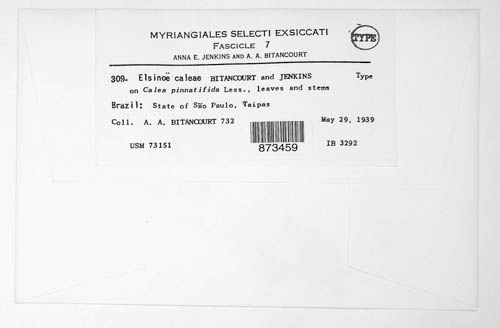 MYRIANGIALES SELECTI EXSICCATI
FASCICLE 7
ANNA E. JENKINS AND A. A. BITANCOURT
TYPE
309. Elsinoë caleae BITANCOURT and JENKINS Type
on Calea pinnatifida Less., leaves and stems
Brazil: State of São Paulo, Taipas
Coll. A. A. BITANCOURT 732 May 29, 1939
873459
USM 73151 IB 3292